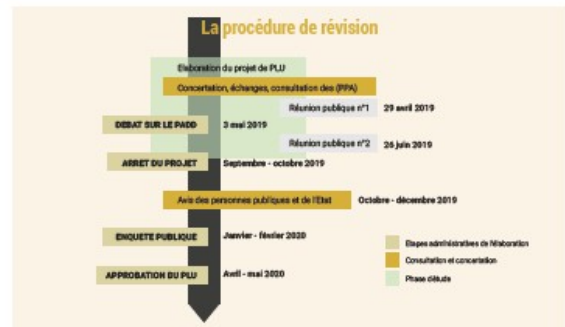 La procédure de révision
Elaboration du projet de PLU
Concertation, échanges, consultation des (PPA)
Réunion publique n°1 29 avril 2019
DEBAT SUR LE PADD 3 mai 2019
Réunion publique n°2 26 juin 2019
ARRET DU PROJET Septembre - octobre 2019
Avis des personnes publiques et de l'Etat Octobre - décembre 2019
ENQUETE PUBLIQUE Janvier - février 2020
APPROBATION DU PLU Avril - mai 2020
Etapes administratives de l'élaboration
Consultation et concertation
Phase d'étude